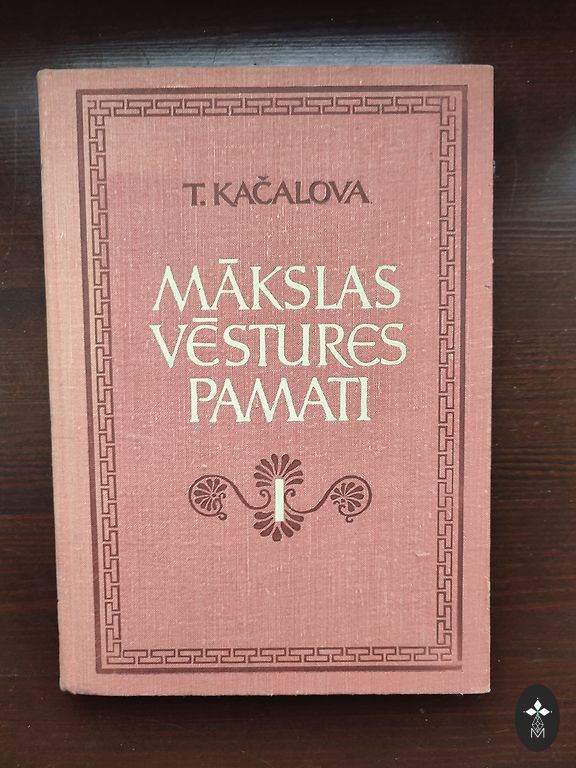 T. KAČALOVA
MĀKSLAS
VĒSTURES
PAMATI
I
M